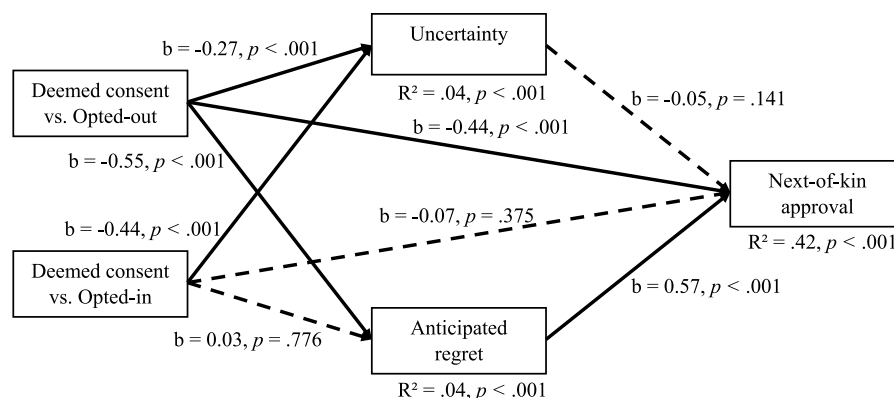 Uncertainty
b = -0.27, p < .001
Deemed consent
vs. Opted-out
R² = .04, p < .001
b = -0.05, p = .141
b = -0.44, p < .001
b = -0.55, p < .001
Next-of-kin
approval
b = -0.07, p = .375
b = -0.44, p < .001
R² = .42, p < .001
Deemed consent
vs. Opted-in
b = 0.57, p < .001
b = 0.03, p = .776
Anticipated
regret
R² = .04, p < .001